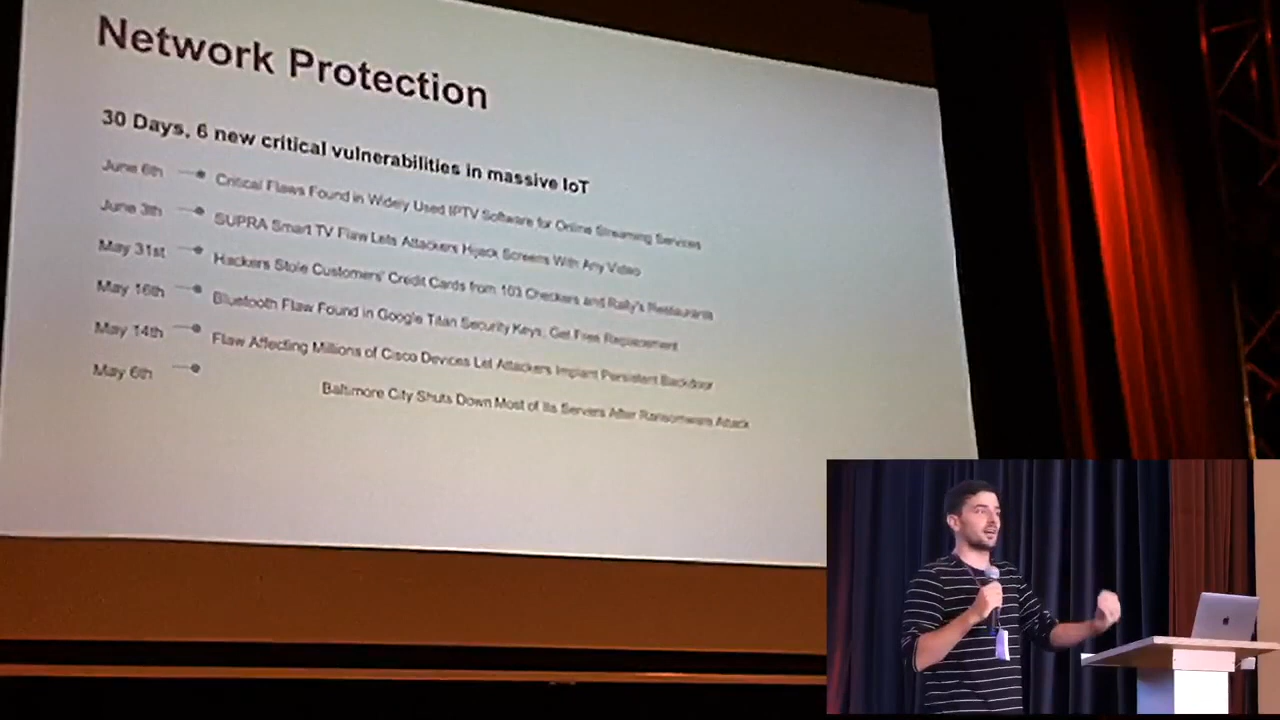 Network Protection
30 Days, 6 new critical vulnerabilities in massive IoT
June 6th Critical Flaws Found in Widely Used IPTV Software for Online Streaming Services
June 3th SUPRA Smart TV Flaw Lets Attackers Hijack Screens With Any Video
May 31st Hackers Stole Customers' Credit Cards from 103 Checkers and Rally's Restaurants
May 16th Bluetooth Flaw Found in Google Titan Security Keys; Get Free Replacement
May 14th Flaw Affecting Millions of Cisco Devices Let Attackers Implant Persistent Backdoor
May 6th Baltimore City Shuts Down Most of Its Servers After Ransomware Attack